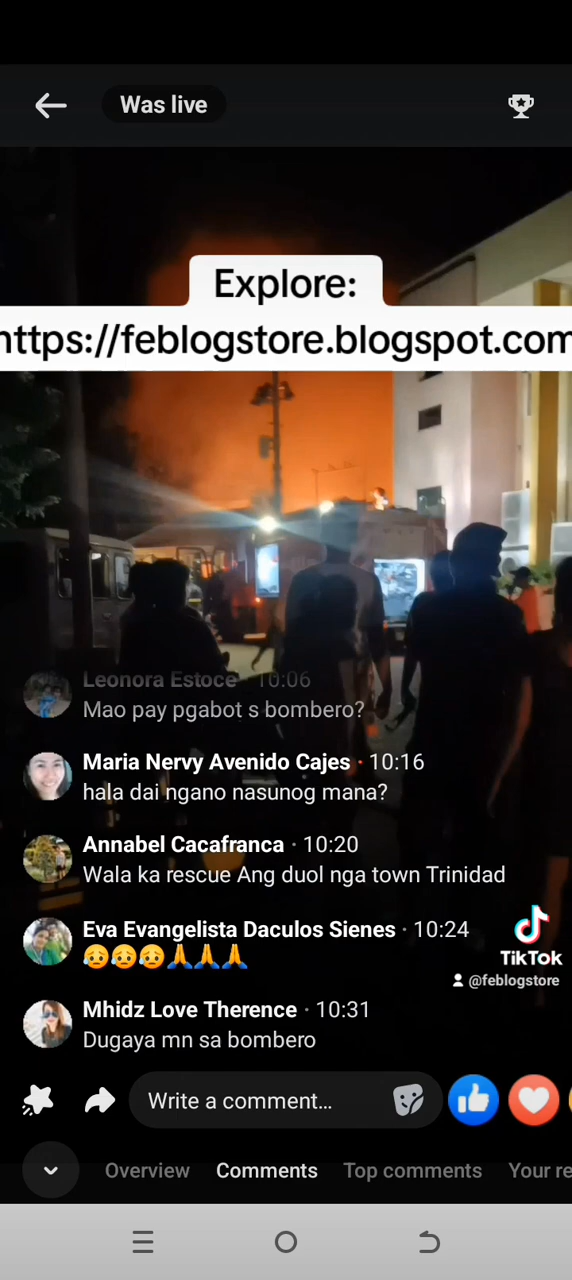 Was live
Explore:
https://feblogstore.blogspot.com
Leonora Estoce · 10:06
Mao pay pgabot s bombero?
Maria Nervy Avenido Cajes · 10:16
hala dai ngano nasunog mana?
Annabel Cacafranca · 10:20
Wala ka rescue Ang duol nga town Trinidad
Eva Evangelista Daculos Sienes · 10:24
😥😥😥🙏🙏🙏
TikTok
@feblogstore
Mhidz Love Therence · 10:31
Dugaya mn sa bombero
Write a comment...
Overview Comments Top comments Your re